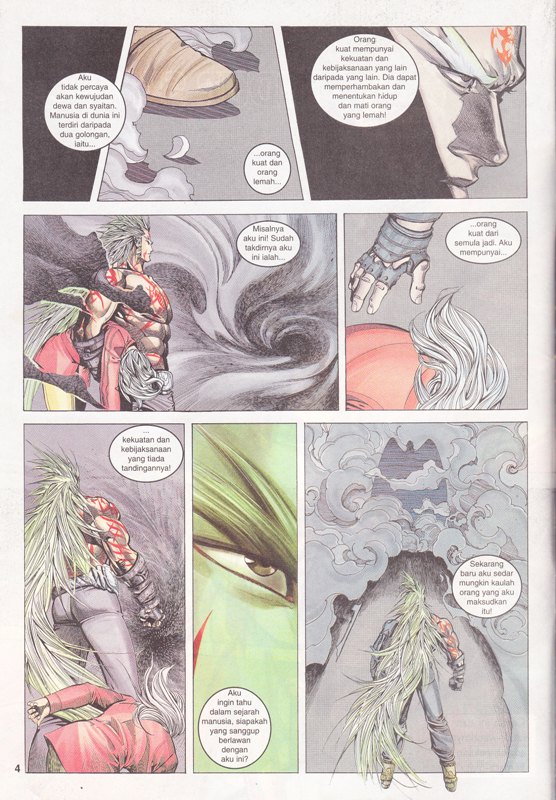 Aku
tidak percaya
akan kewujudan
dewa dan syaitan.
Manusia di dunia ini
terdiri daripada
dua golongan,
iaitu...
...orang
kuat dan
orang
lemah...
Orang
kuat mempunyai
kekuatan dan
kebijaksanaan yang lain
daripada yang lain. Dia dapat
memperhambakan dan
menentukan hidup
dan mati orang
yang lemah!
Misalnya
aku ini! Sudah
takdirnya aku
ini ialah...
...orang
kuat dari
semula jadi. Aku
mempunyai...
...
kekuatan dan
kebijaksanaan
yang tiada
tandingannya!
Aku
ingin tahu
dalam sejarah
manusia, siapakah
yang sanggup
berlawan
dengan
aku ini?
Sekarang
baru aku sedar
mungkin kaulah
orang yang aku
maksudkan
itu!
4